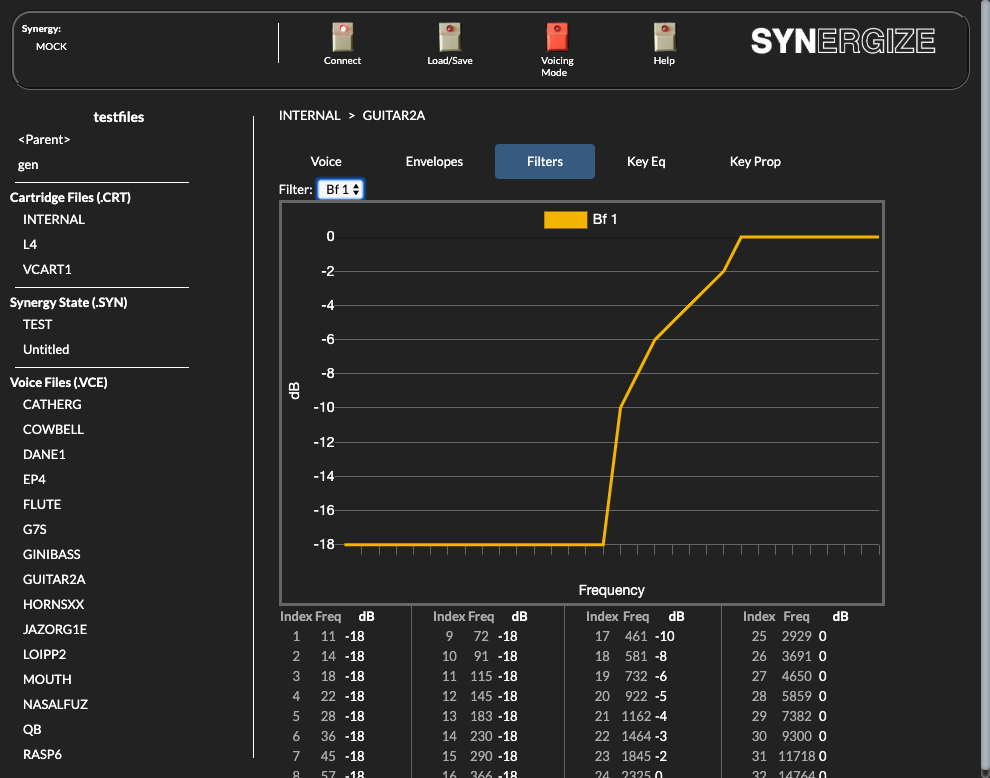 Synergy:
MOCK
Connect
Load/Save
Voicing
Mode
Help
SYNERGIZE
testfiles
<Parent>
gen
Cartridge Files (.CRT)
INTERNAL
L4
VCART1
Synergy State (.SYN)
TEST
Untitled
Voice Files (.VCE)
CATHERG
COWBELL
DANE1
EP4
FLUTE
G7S
GINIBASS
GUITAR2A
HORNSXX
JAZORG1E
LOIPP2
MOUTH
NASALFUZ
QB
RASP6
INTERNAL > GUITAR2A
Voice Envelopes Filters Key Eq Key Prop
Filter: Bf 1
Bf 1
0
-2
-4
-6
-8
-10
-12
-14
-16
-18
dB
Frequency
Index Freq dB Index Freq dB Index Freq dB Index Freq dB
1 11 -18 9 72 -18 17 461 -10 25 2929 0
2 14 -18 10 91 -18 18 581 -8 26 3691 0
3 18 -18 11 115 -18 19 732 -6 27 4650 0
4 22 -18 12 145 -18 20 922 -5 28 5859 0
5 28 -18 13 183 -18 21 1162 -4 29 7382 0
6 36 -18 14 230 -18 22 1464 -3 30 9300 0
7 45 -18 15 290 -18 23 1845 -2 31 11718 0
8 57 -18 16 366 -18 24 2325 0 32 14764 0